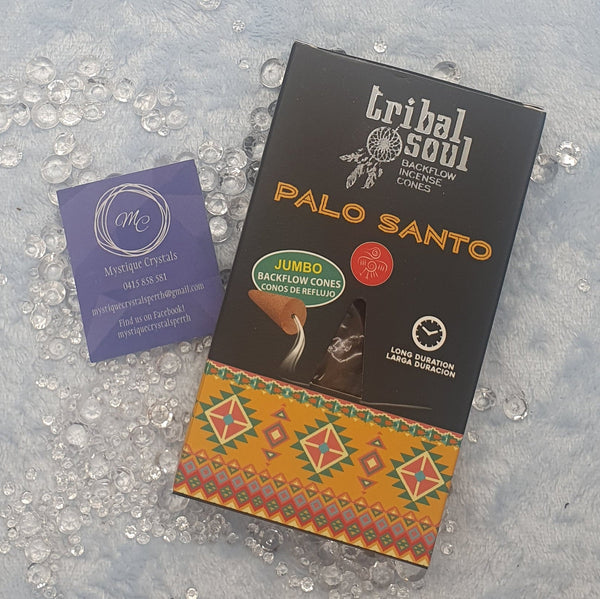 MC
Mystique Crystals
0415 858 581
mystiquecrystalsperth@gmail.com
Find us on Facebook!
mystiquecrystalsperth
tribal
soul
BACKFLOW
INCENSE
CONES
PALO SANTO
JUMBO
BACKFLOW CONES
CONOS DE REFLUJO
LONG DURATION
LARGA DURACION